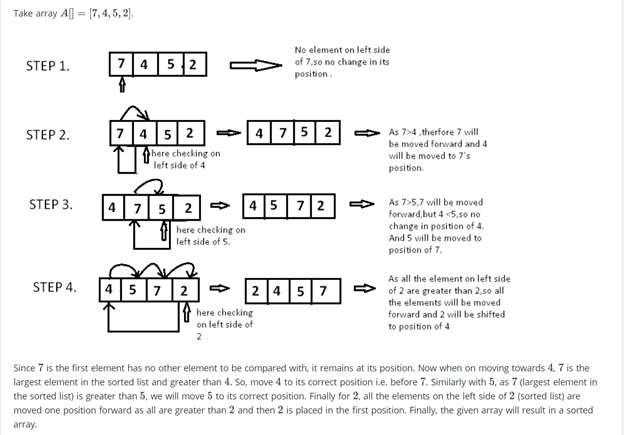 Take array A[] = [7, 4, 5, 2].
STEP 1.
7 4 5 2
No element on left side
of 7,so no change in its
position .
STEP 2.
7 4 5 2
4 7 5 2
here checking on
left side of 4
As 7>4 ,therfore 7 will
be moved forward and 4
will be moved to 7's
position.
STEP 3.
4 7 5 2
4 5 7 2
here checking on
left side of 5.
As 7>5,7 will be moved
forward,but 4 <5,so no
change in position of 4.
And 5 will be moved to
position of 7.
STEP 4.
4 5 7 2
2 4 5 7
here checking
on left side of
2
As all the element on left side
of 2 are greater than 2,so all
the elements will be moved
forward and 2 will be shifted
to position of 4
Since 7 is the first element has no other element to be compared with, it remains at its position. Now when on moving towards 4, 7 is the
largest element in the sorted list and greater than 4. So, move 4 to its correct position i.e. before 7. Similarly with 5, as 7 (largest element in
the sorted list) is greater than 5, we will move 5 to its correct position. Finally for 2, all the elements on the left side of 2 (sorted list) are
moved one position forward as all are greater than 2 and then 2 is placed in the first position. Finally, the given array will result in a sorted
array.